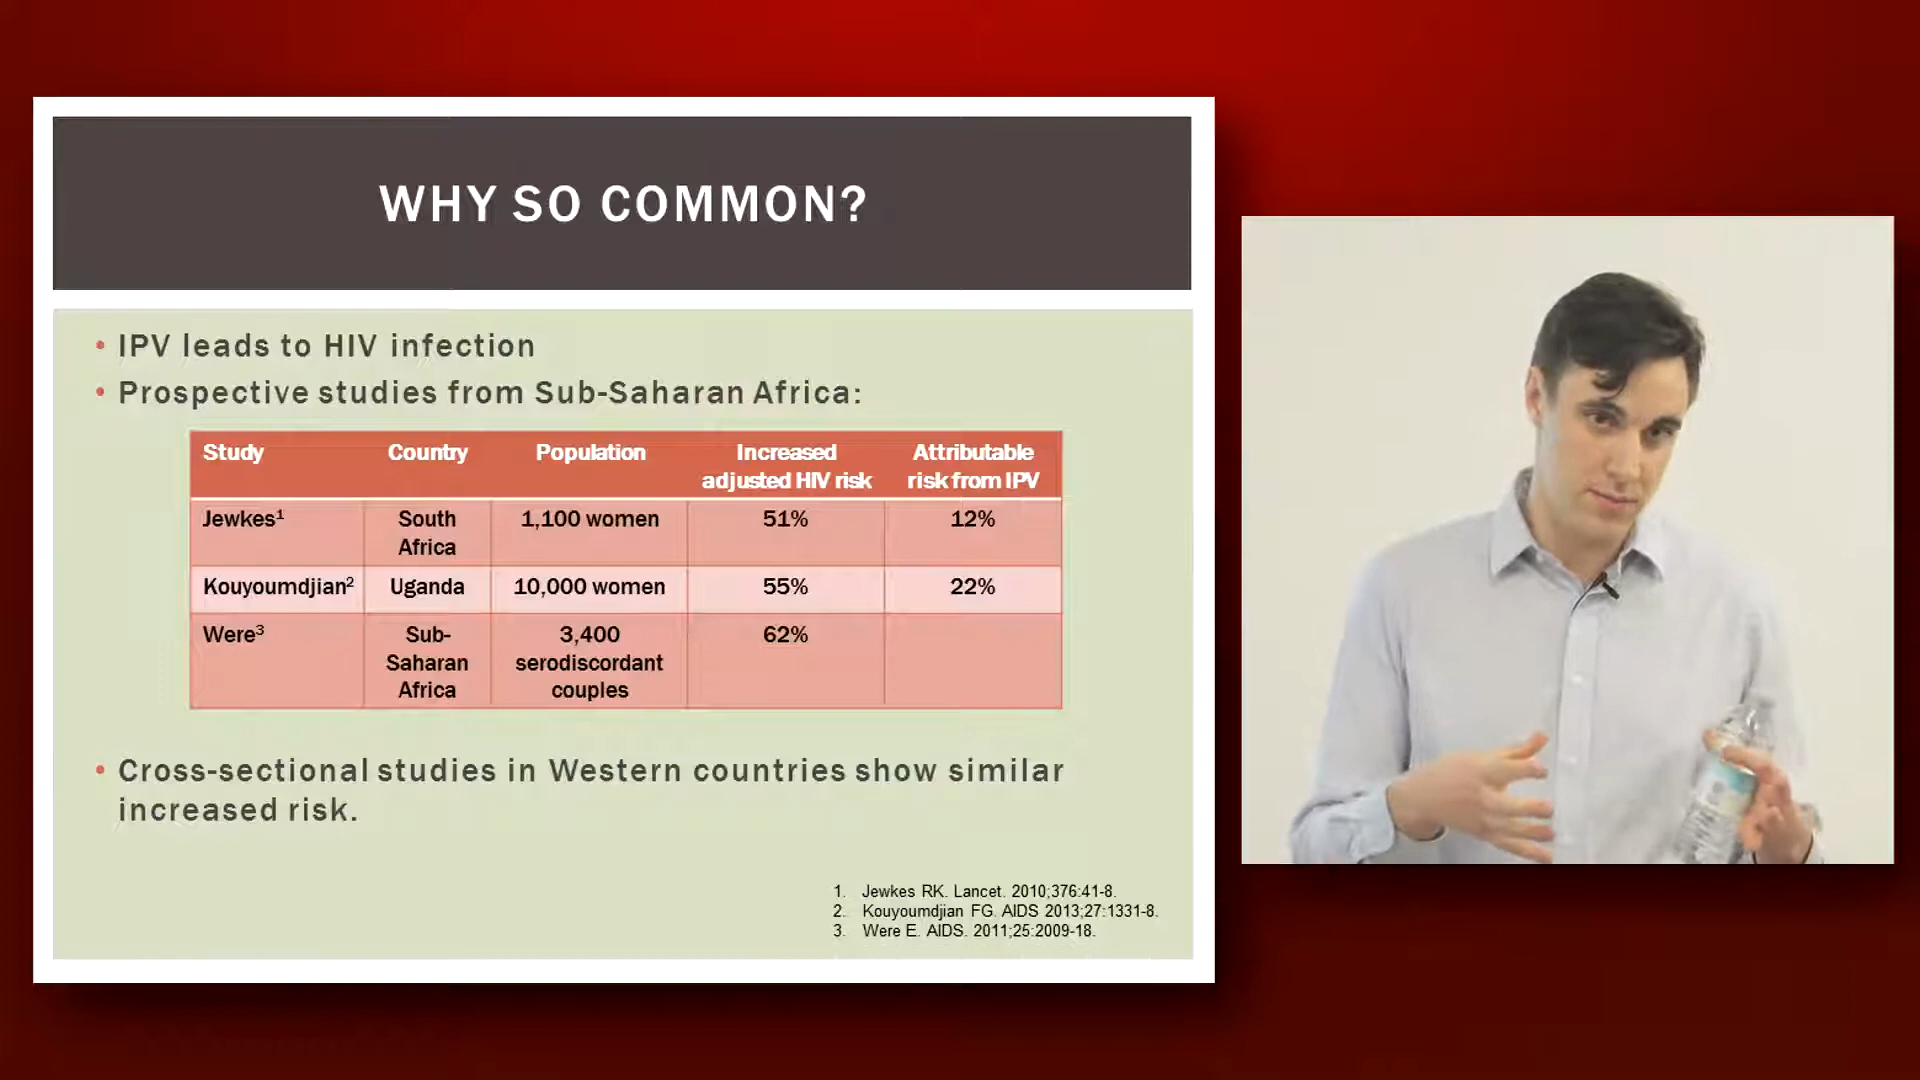 WHY SO COMMON?
• IPV leads to HIV infection
• Prospective studies from Sub-Saharan Africa:
Study Country Population Increased adjusted HIV risk Attributable risk from IPV
Jewkes¹ South Africa 1,100 women 51% 12%
Kouyoumdjian² Uganda 10,000 women 55% 22%
Were³ Sub-Saharan Africa 3,400 serodiscordant couples 62%
• Cross-sectional studies in Western countries show similar
increased risk.
1. Jewkes RK. Lancet. 2010;376:41-8.
2. Kouyoumdjian FG. AIDS 2013;27:1331-8.
3. Were E. AIDS. 2011;25:2009-18.